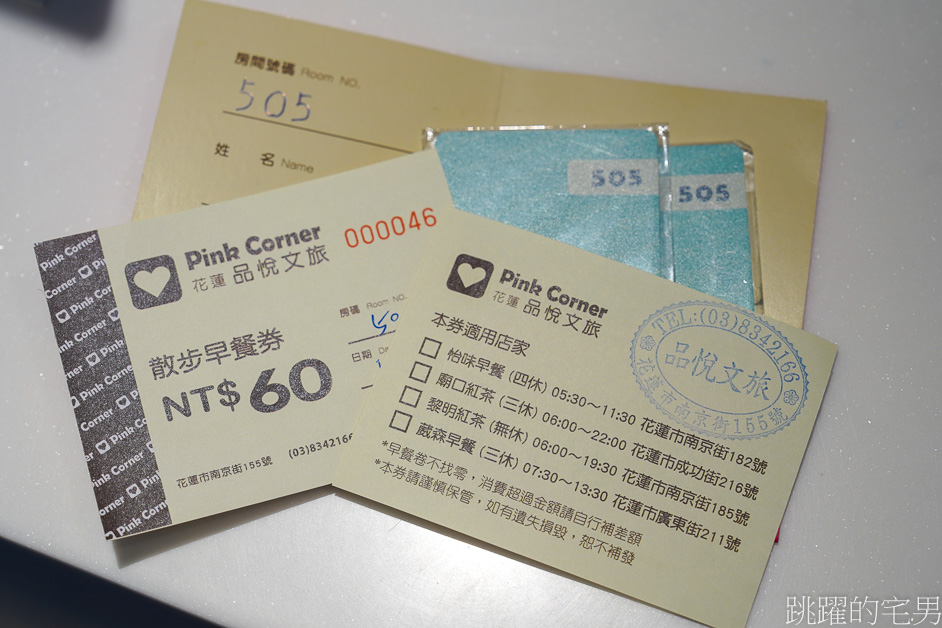 房間號碼 Room NO.
505
姓 名 Name
505
505
Pink Corner
Pink Corner
花蓮 品悅文旅
000046
房碼 Room NO.
日期
散步早餐券
NT$60
花蓮市南京街155號 (03)8342166
Pink Corner
花蓮 品悅文旅
TEL:(03)8342166
品悅文旅
花蓮市南京街155號
本券適用店家
怡味早餐 (四休) 05:30～11:30 花蓮市南京街182號
廟口紅茶 (三休) 06:00～22:00 花蓮市成功街216號
黎明紅茶 (無休) 06:00～19:30 花蓮市南京街185號
威森早餐 (三休) 07:30～13:30 花蓮市廣東街211號
*早餐卷不找零，消費超過金額請自行補差額
*本券請謹慎保管，如有遺失損毀，恕不補發
跳躍的宅男